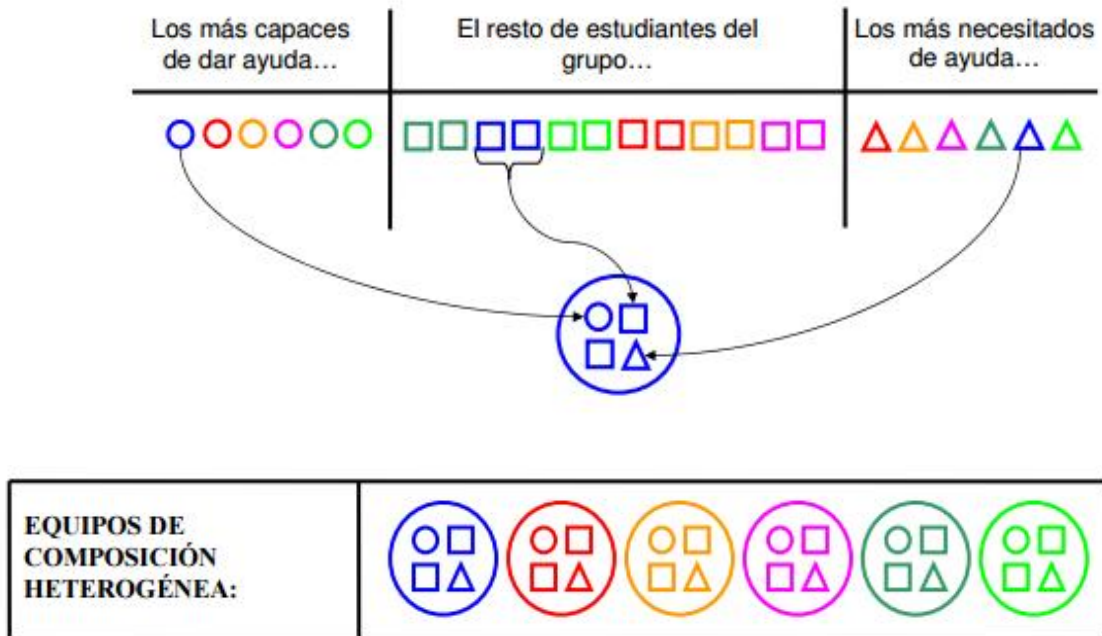 Los más capaces
de dar ayuda…
El resto de estudiantes del
grupo…
Los más necesitados
de ayuda…
EQUIPOS DE
COMPOSICIÓN
HETEROGÉNEA: